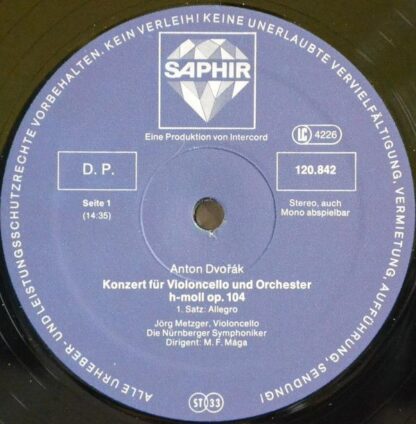 ALLE URHEBER- UND LEISTUNGSSCHUTZRECHTE VORBEHALTEN. KEIN VERLEIH! KEINE UNERLAUBTE VERVIELFÄLTIGUNG, VERMIETUNG, AUFFÜHRUNG, SENDUNG!
SAPHIR
Eine Produktion von Intercord
LC 4226
D. P.
120.842
Seite 1
(14:35)
Stereo, auch
Mono abspielbar
Anton Dvořák
Konzert für Violoncello und Orchester
h-moll op. 104
1. Satz: Allegro
Jörg Metzger, Violoncello
Die Nürnberger Symphoniker
Dirigent: M. F. Mága
ST 33